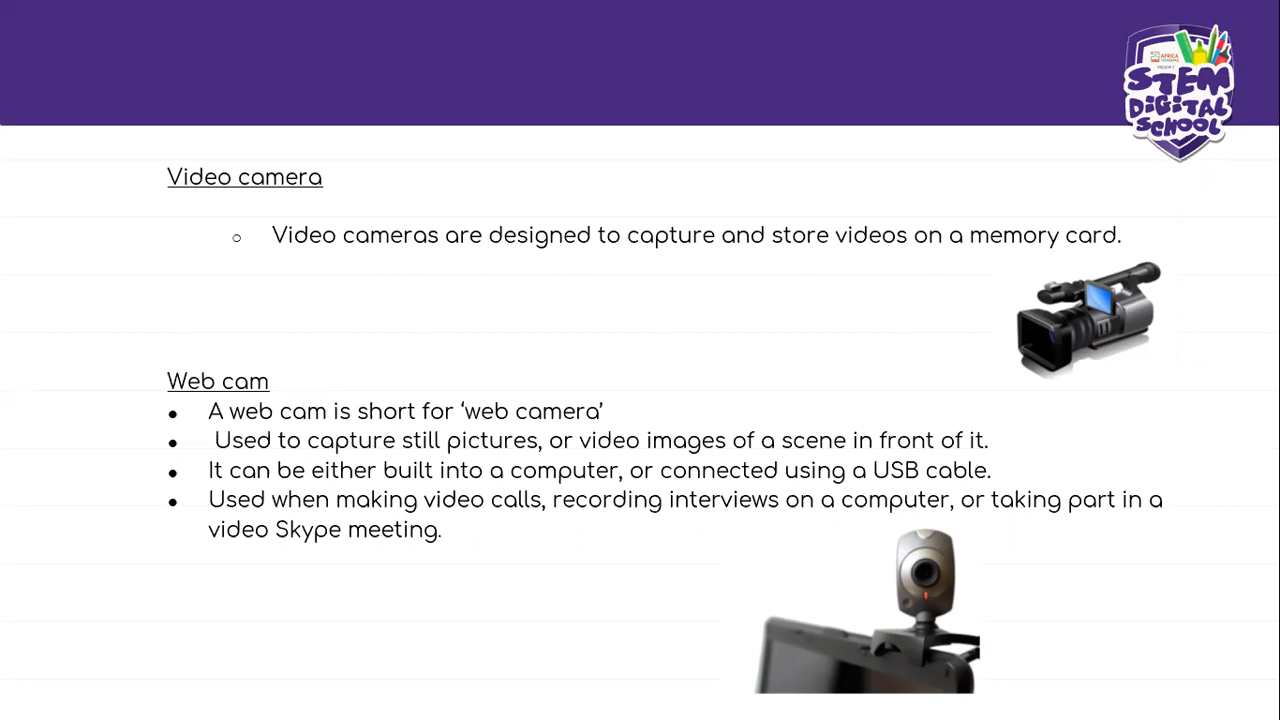 AFRICA
STEM
DIGITAL
SCHOOL
Video camera
○ Video cameras are designed to capture and store videos on a memory card.
Web cam
● A web cam is short for ‘web camera’
● Used to capture still pictures, or video images of a scene in front of it.
● It can be either built into a computer, or connected using a USB cable.
● Used when making video calls, recording interviews on a computer, or taking part in a
video Skype meeting.